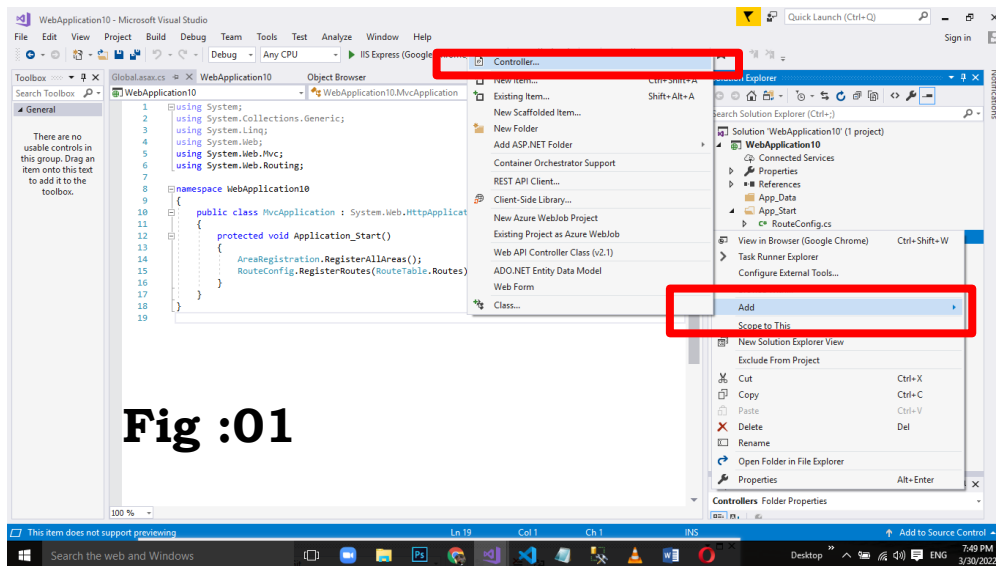 WebApplication10 - Microsoft Visual Studio
Quick Launch (Ctrl+Q)
File Edit View Project Build Debug Team Tools Test Analyze Window Help
Sign in
Debug Any CPU IIS Express (Google
Toolbox
Search Toolbox
General
There are no
usable controls in
this group. Drag an
item onto this text
to add it to the
toolbox.
Global.asax.cs WebApplication10 Object Browser
WebApplication10 WebApplication10.MvcApplication
1 using System;
2 using System.Collections.Generic;
3 using System.Linq;
4 using System.Web;
5 using System.Web.Mvc;
6 using System.Web.Routing;
7
8 namespace WebApplication10
9 {
10 public class MvcApplication : System.Web.HttpApplicat
11 {
12 protected void Application_Start()
13 {
14 AreaRegistration.RegisterAllAreas();
15 RouteConfig.RegisterRoutes(RouteTable.Routes)
16 }
17 }
18 }
19
Fig :01
100 %
Controller...
New Item... Ctrl+Shift+A
Existing Item... Shift+Alt+A
New Scaffolded Item...
New Folder
Add ASP.NET Folder
Container Orchestrator Support
REST API Client...
Client-Side Library...
New Azure WebJob Project
Existing Project as Azure WebJob
Web API Controller Class (v2.1)
ADO.NET Entity Data Model
Web Form
Class...
Explorer
Search Solution Explorer (Ctrl+;)
Solution 'WebApplication10' (1 project)
WebApplication10
Connected Services
Properties
References
App_Data
App_Start
C# RouteConfig.cs
View in Browser (Google Chrome) Ctrl+Shift+W
Task Runner Explorer
Configure External Tools...
Add
Scope to This
New Solution Explorer View
Exclude From Project
Cut Ctrl+X
Copy Ctrl+C
Paste Ctrl+V
Delete Del
Rename
Open Folder in File Explorer
Properties Alt+Enter
Controllers Folder Properties
Notifications
This item does not support previewing Ln 19 Col 1 Ch 1 INS Add to Source Control
Search the web and Windows
Ps
Desktop ENG 7:49 PM
3/30/2022